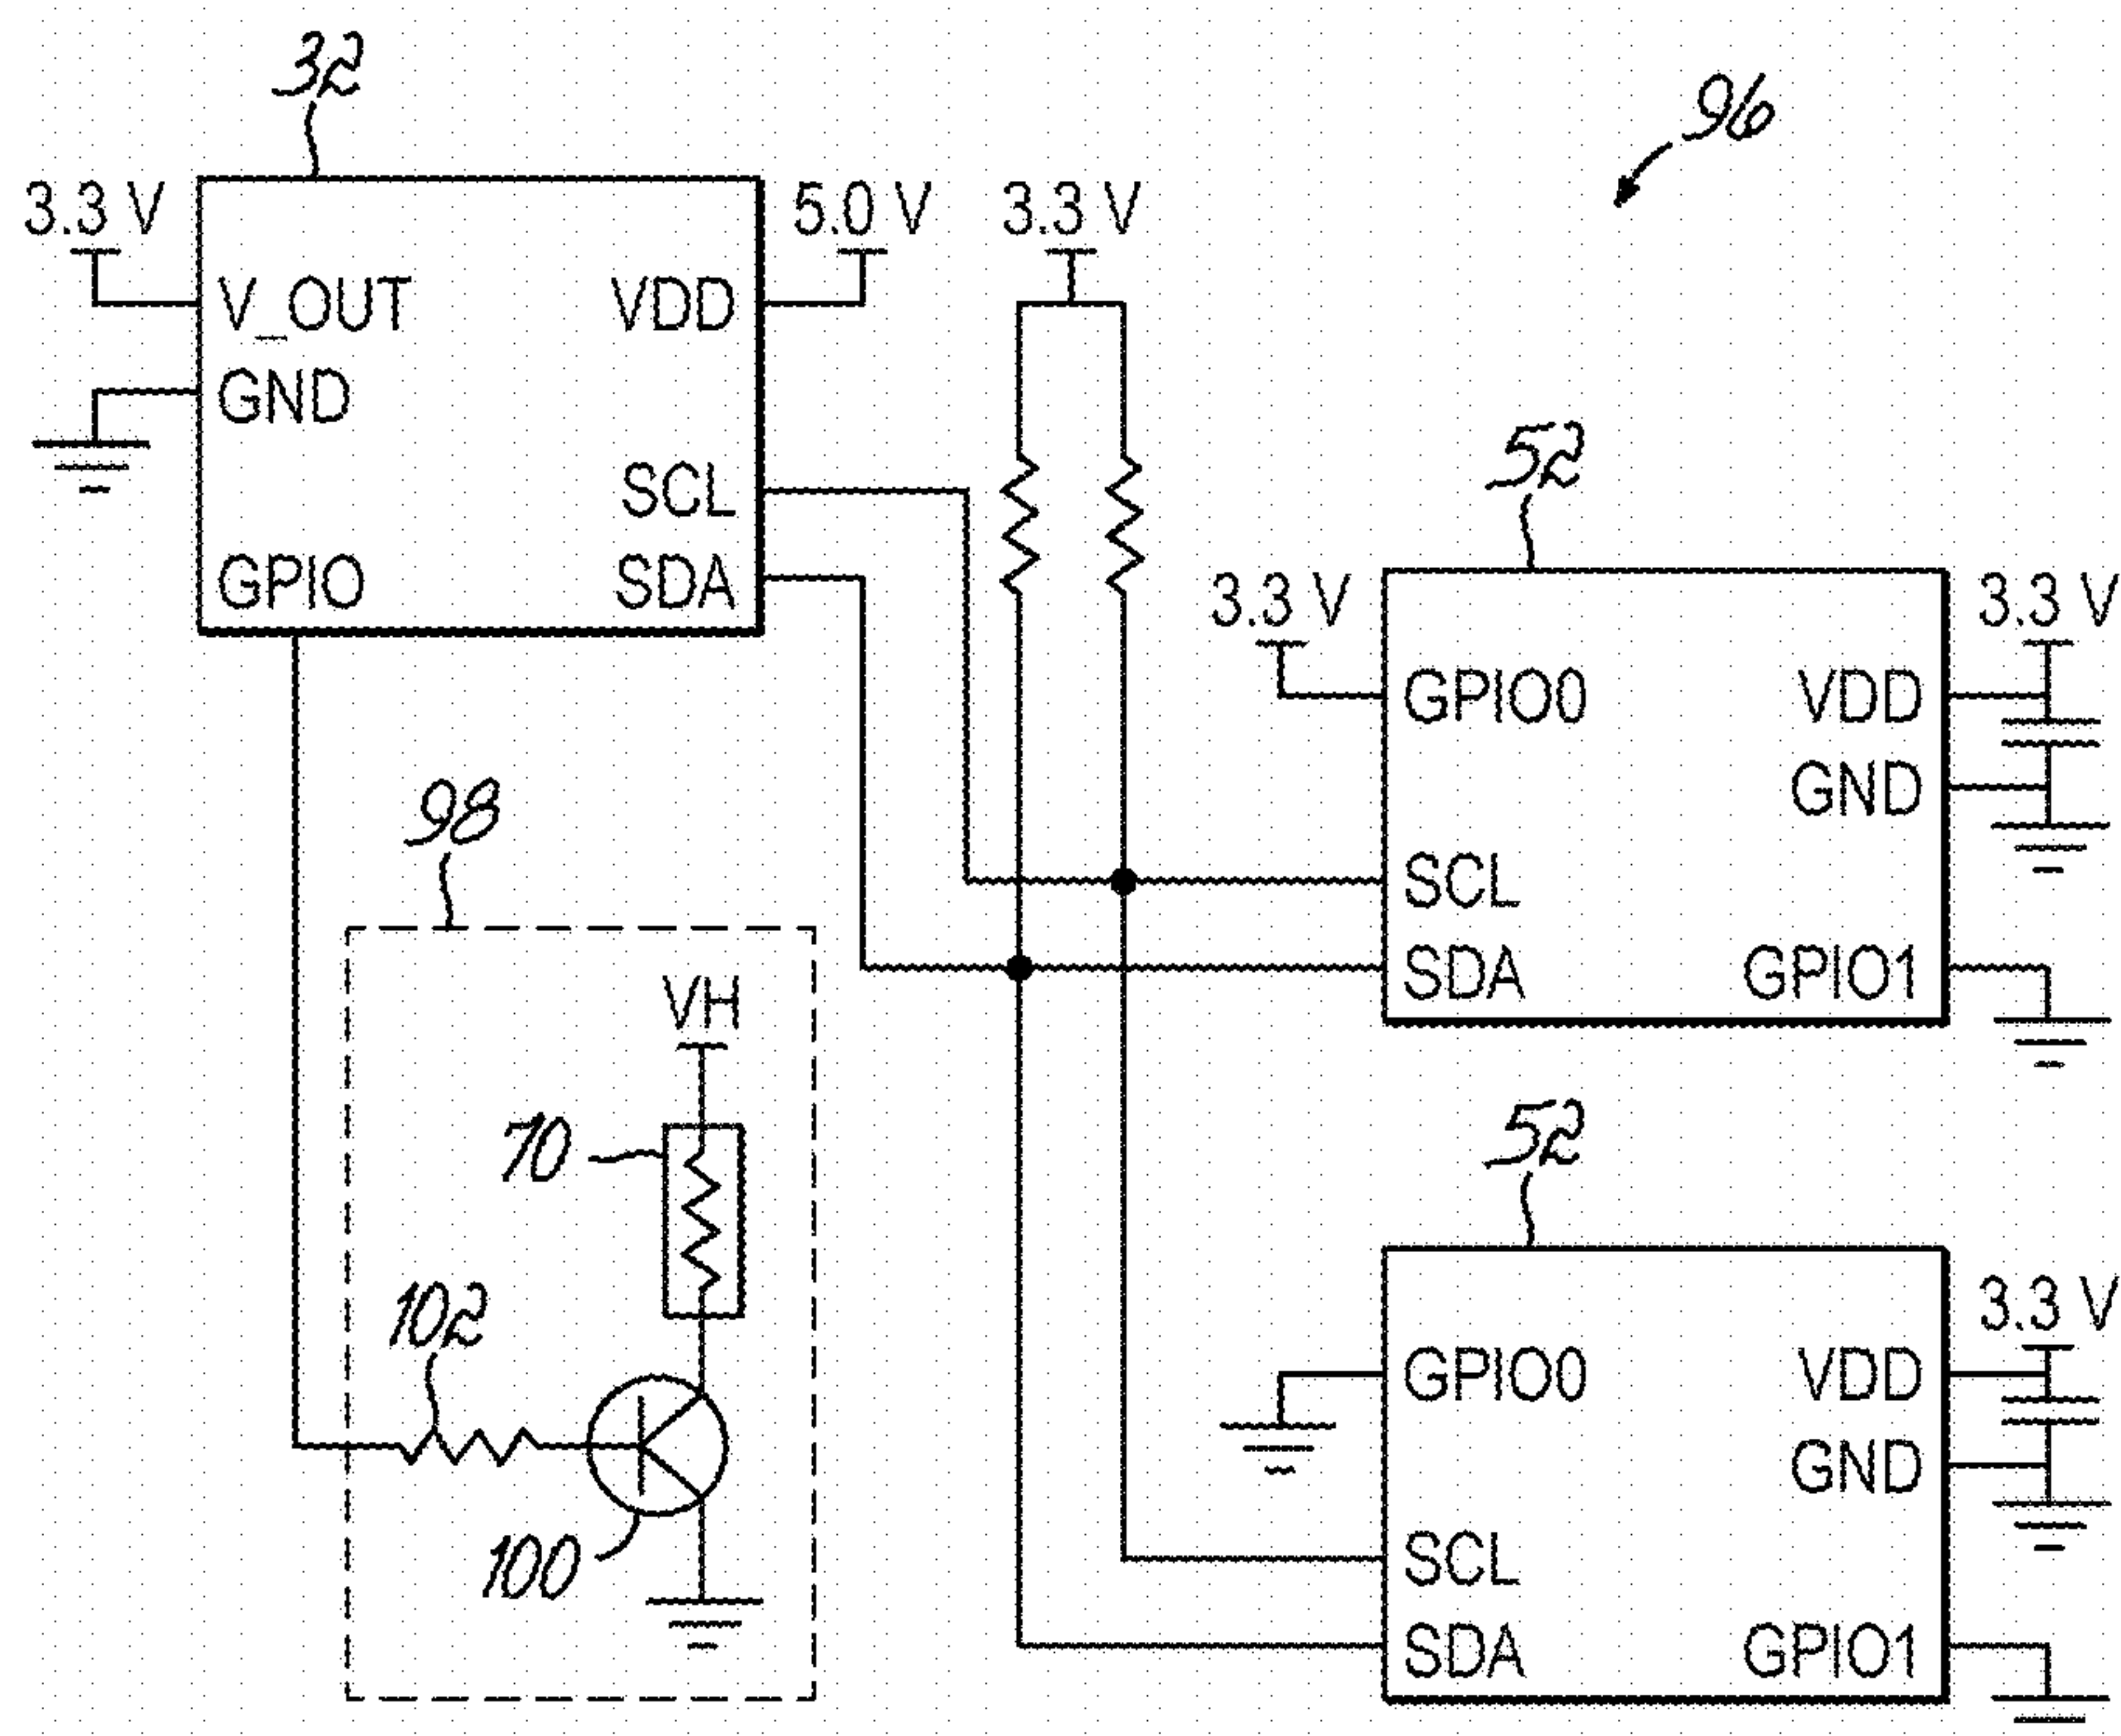 32
96
3.3 V
5.0 V
3.3 V
V_OUT
VDD
GND
SCL
GPIO
SDA
52
3.3 V
3.3 V
GPIO0
VDD
GND
SCL
SDA
GPIO1
98
VH
70
102
100
52
3.3 V
GPIO0
VDD
GND
SCL
SDA
GPIO1